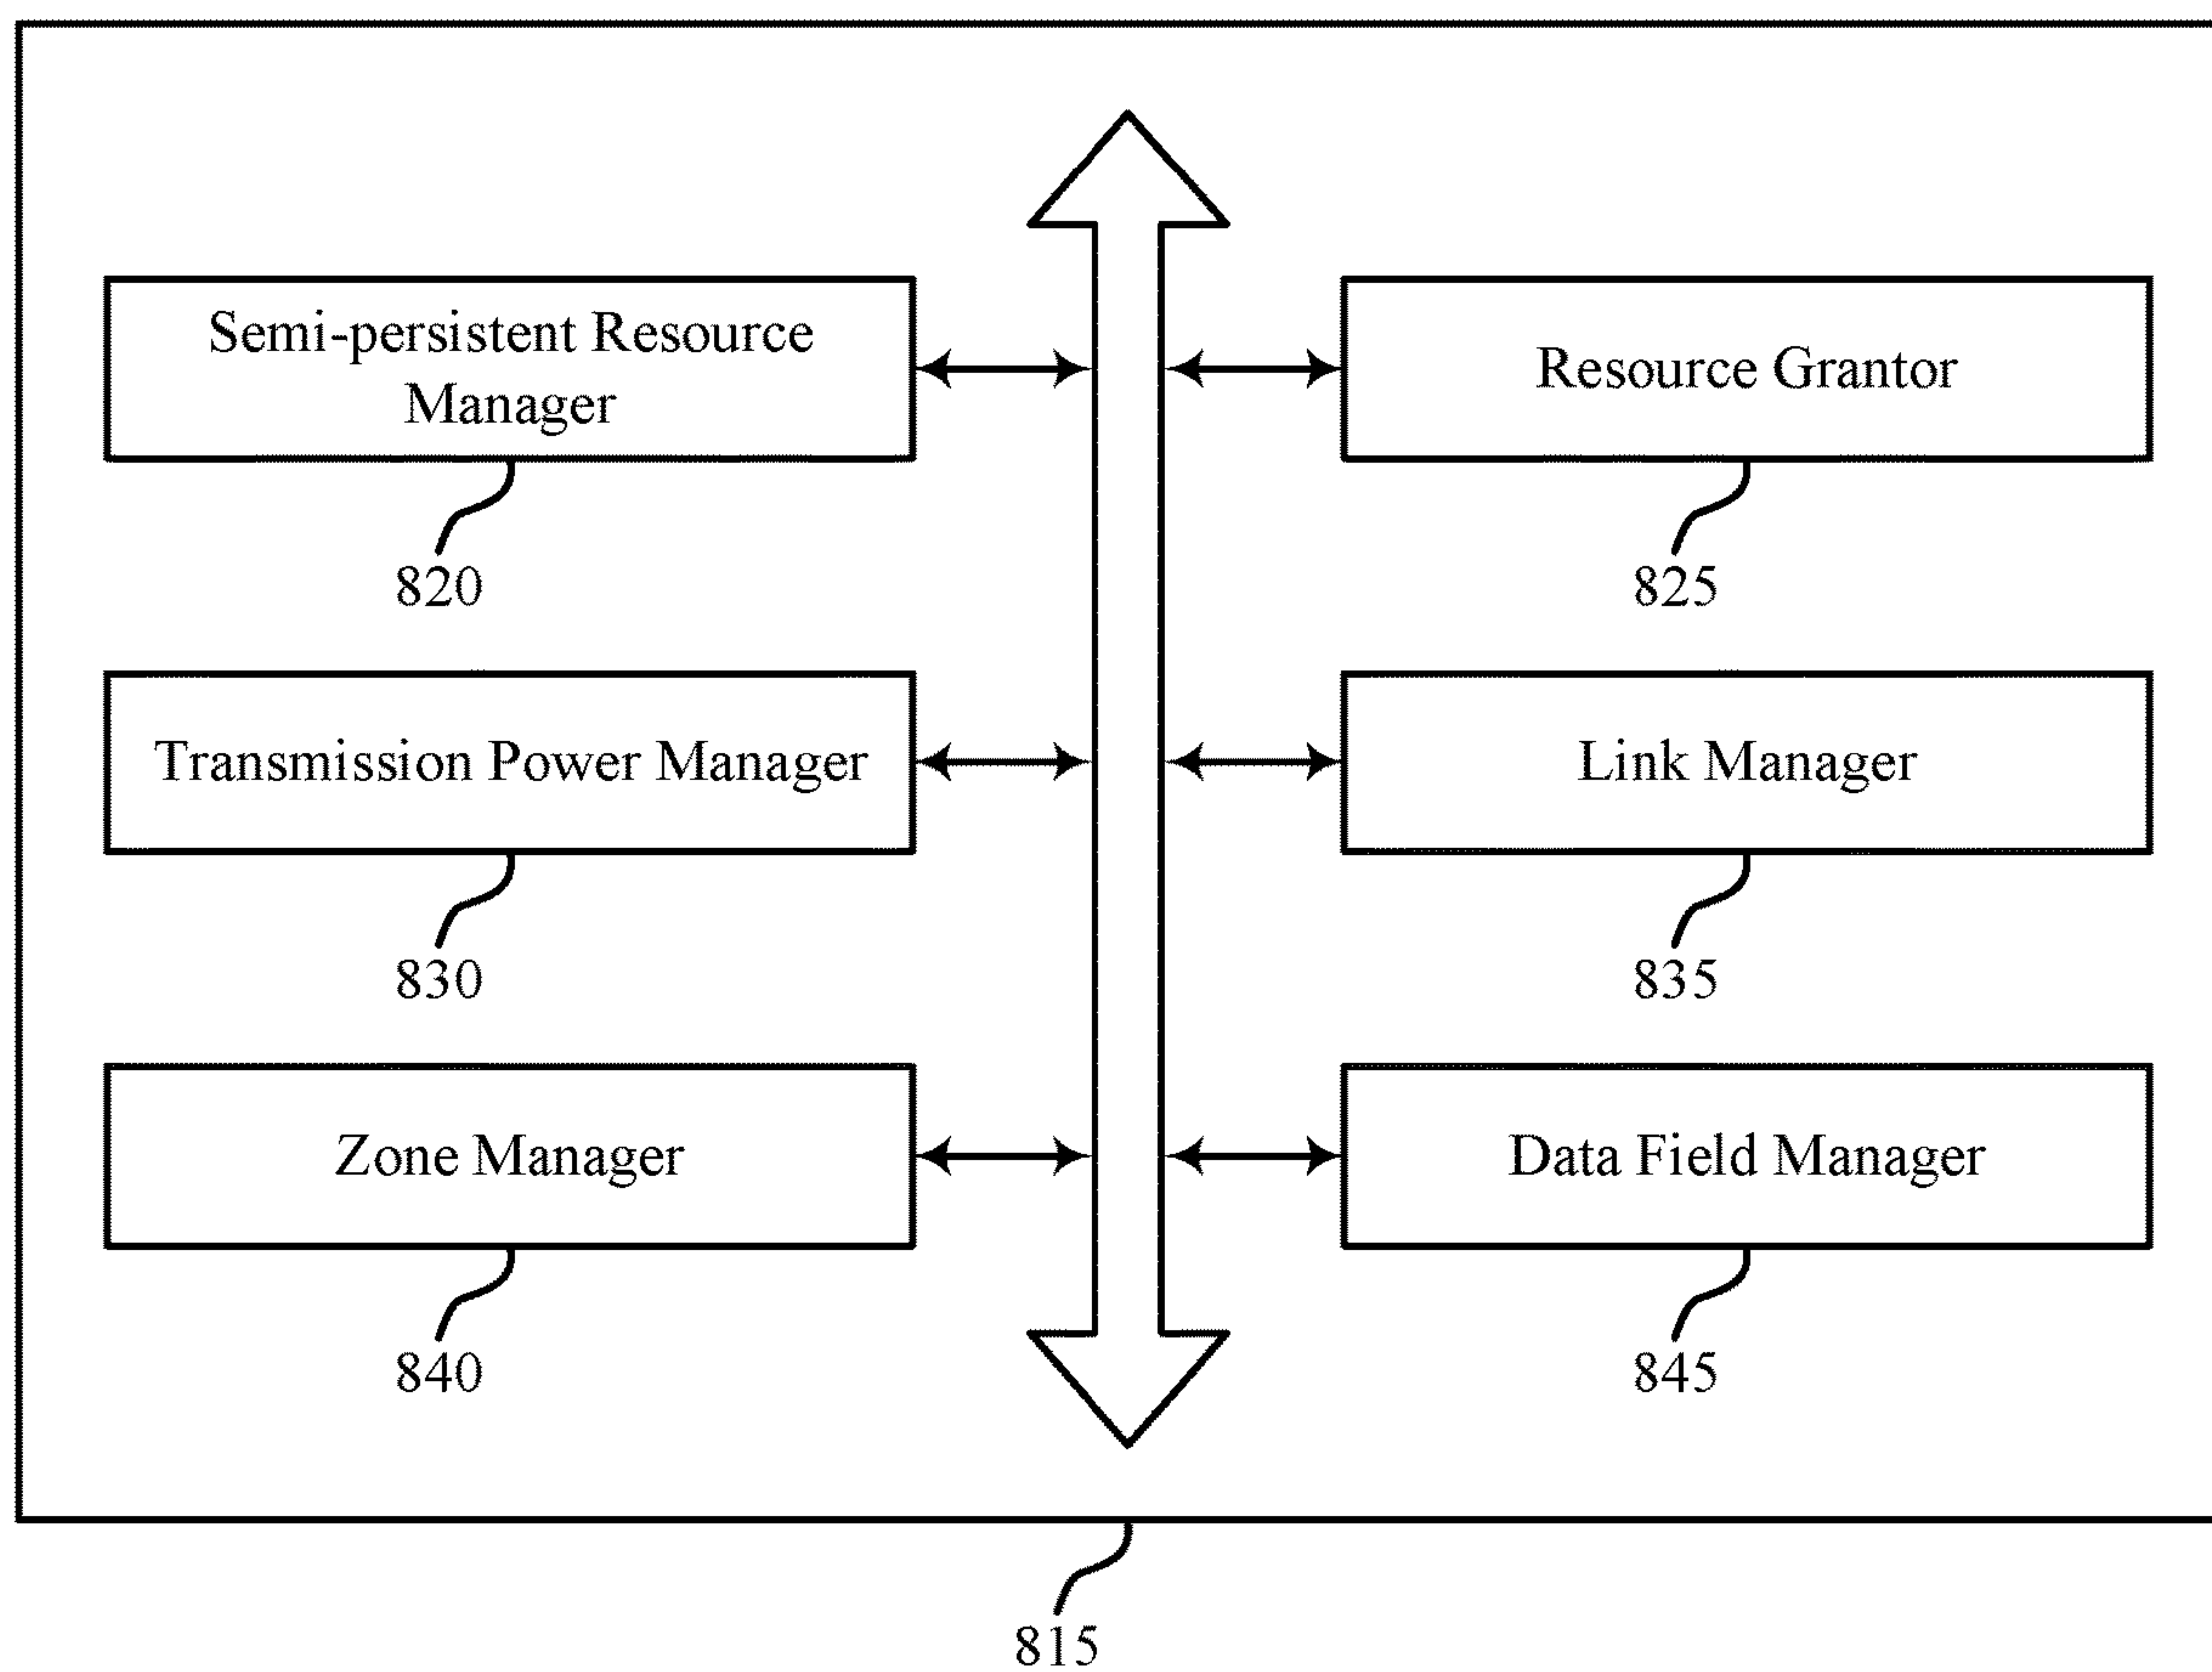 Semi-persistent Resource
Manager
820
Resource Grantor
825
Transmission Power Manager
830
Link Manager
835
Zone Manager
840
Data Field Manager
845
815